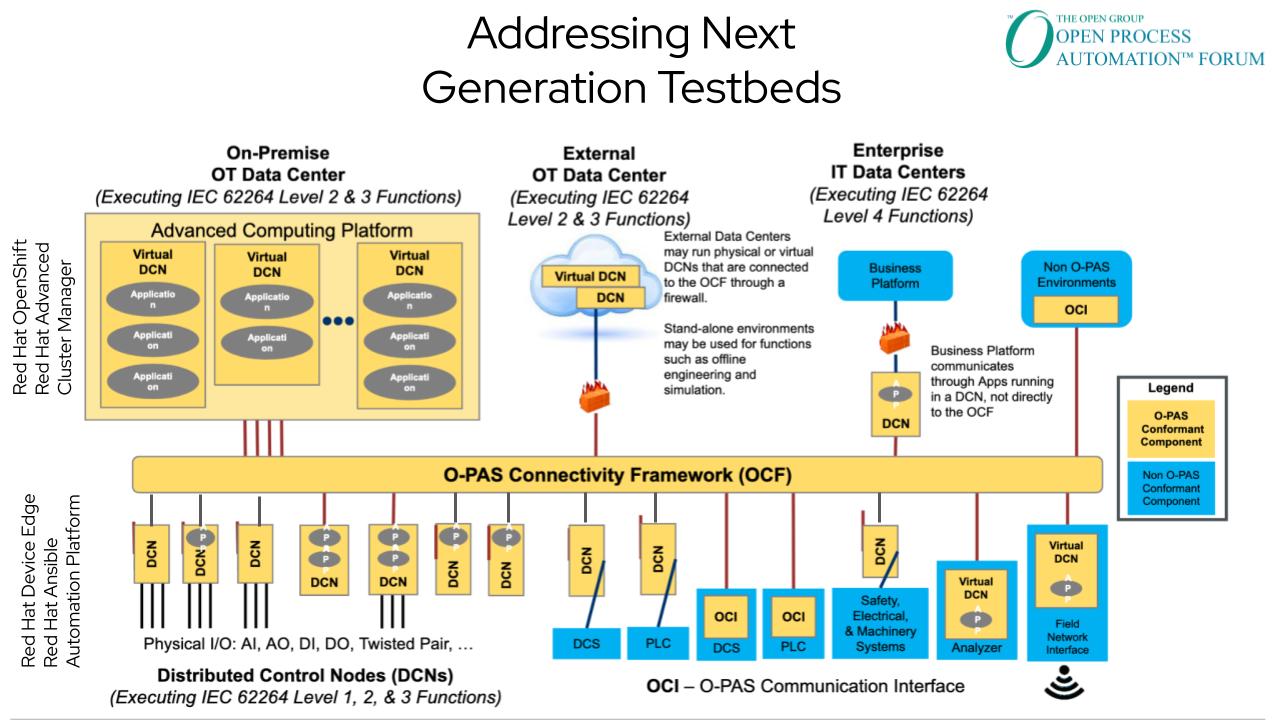 Addressing Next
Generation Testbeds
™ THE OPEN GROUP
OPEN PROCESS
AUTOMATION™ FORUM
Red Hat OpenShift
Red Hat Advanced
Cluster Manager
On-Premise
OT Data Center
(Executing IEC 62264 Level 2 & 3 Functions)
Advanced Computing Platform
Virtual
DCN
Applicatio
n
Applicati
on
Applicati
on
Virtual
DCN
Applicatio
n
Applicati
on
Virtual
DCN
Applicatio
n
Applicati
on
Applicati
on
External
OT Data Center
(Executing IEC 62264
Level 2 & 3 Functions)
Virtual DCN
DCN
External Data Centers
may run physical or virtual
DCNs that are connected
to the OCF through a
firewall.
Stand-alone environments
may be used for functions
such as offline
engineering and
simulation.
Enterprise
IT Data Centers
(Executing IEC 62264
Level 4 Functions)
Business
Platform
A
P
P
DCN
Business Platform
communicates
through Apps running
in a DCN, not directly
to the OCF
Non O-PAS
Environments
OCI
Legend
O-PAS
Conformant
Component
Non O-PAS
Conformant
Component
O-PAS Connectivity Framework (OCF)
Red Hat Device Edge
Red Hat Ansible
Automation Platform
DCN
A
P
P
DCN
DCN
A
P
P
A
P
P
DCN
A
P
P
A
P
P
DCN
A
P
P
DCN
A
P
P
DCN
DCN
DCS
DCN
PLC
OCI
DCS
OCI
PLC
DCN
Safety,
Electrical,
& Machinery
Systems
Virtual
DCN
A
P
P
Analyzer
Virtual
DCN
A
P
P
Field
Network
Interface
Physical I/O: AI, AO, DI, DO, Twisted Pair, …
Distributed Control Nodes (DCNs)
(Executing IEC 62264 Level 1, 2, & 3 Functions)
OCI – O-PAS Communication Interface